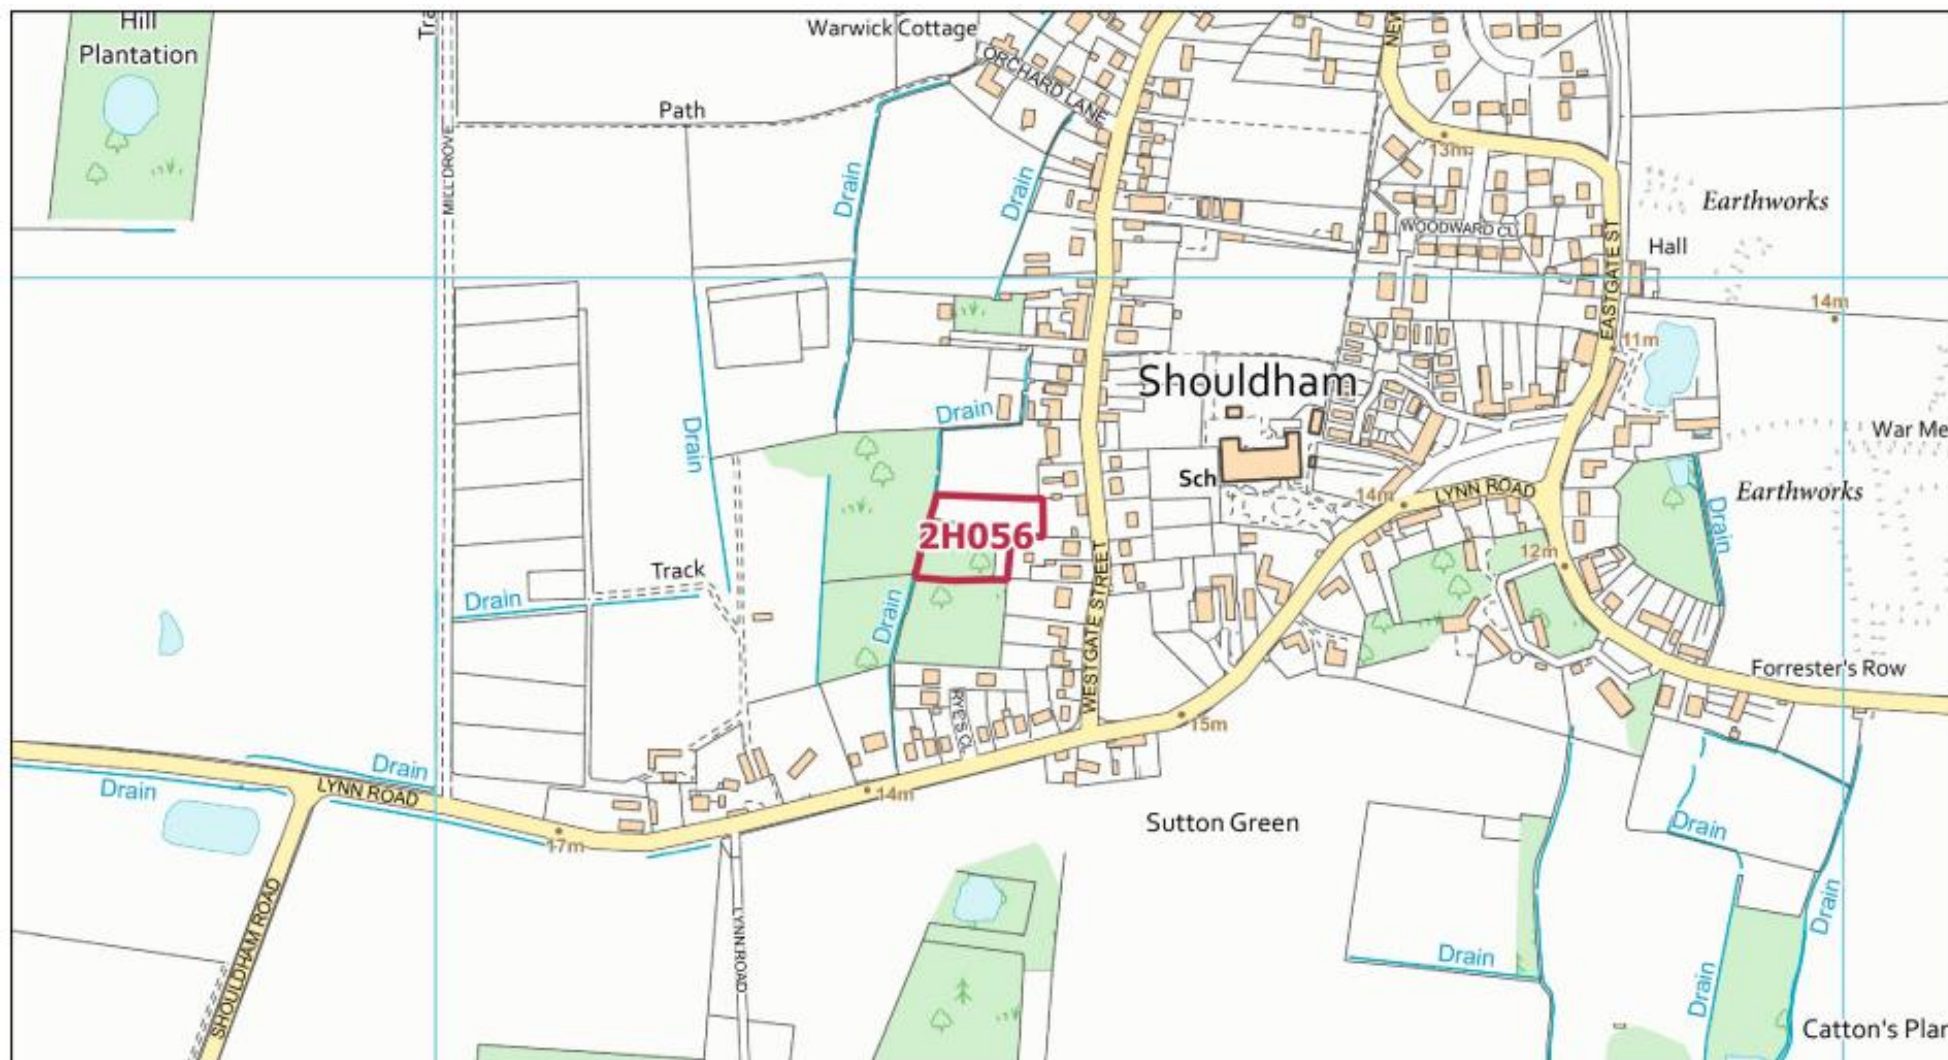 Hill
Plantation
Tra
Warwick Cottage
NEW
ORCHARD LANE
Path
MILL DROVE
Drain
Drain
13m
Earthworks
WOODWARD CL
EASTGATE ST
Hall
14m
11m
Shouldham
Drain
Drain
War Me
Sch
14m
LYNN ROAD
Earthworks
Drain
2H056
12m
WESTGATE STREET
Track
Drain
Drain
Forrester's Row
RYES CL
15m
Drain
Drain
LYNN ROAD
14m
17m
Sutton Green
Drain
SHOULDHAM ROAD
LYNN ROAD
Drain
Drain
Drain
Catton's Plan